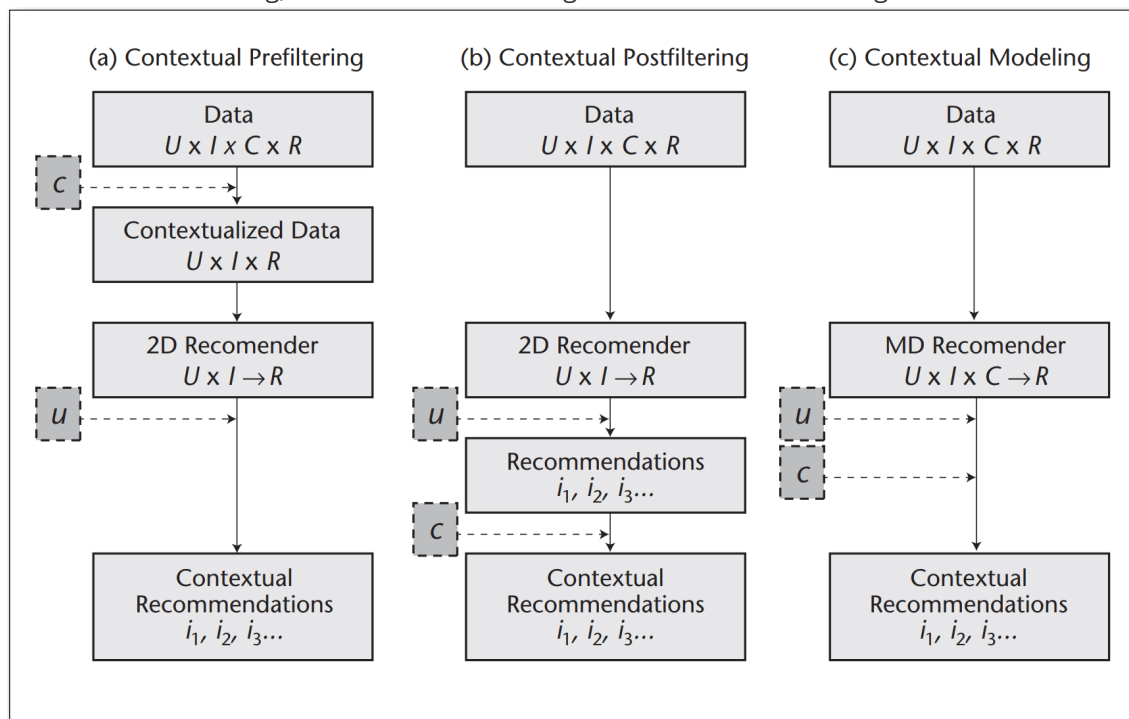 (a) Contextual Prefiltering
Data
U x I x C x R
c
Contextualized Data
U x I x R
2D Recomender
U x I → R
u
Contextual
Recommendations
i1, i2, i3...
(b) Contextual Postfiltering
Data
U x I x C x R
2D Recomender
U x I → R
u
Recommendations
i1, i2, i3...
c
Contextual
Recommendations
i1, i2, i3...
(c) Contextual Modeling
Data
U x I x C x R
MD Recomender
U x I x C → R
u
c
Contextual
Recommendations
i1, i2, i3...